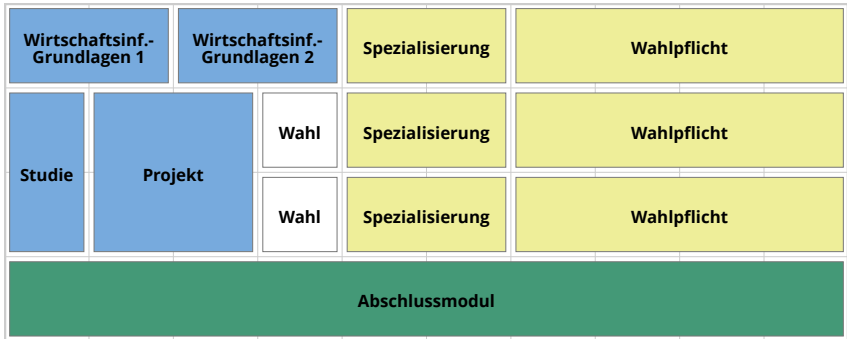 Wirtschaftsinf.-
Grundlagen 1
Wirtschaftsinf.-
Grundlagen 2
Spezialisierung
Wahlpflicht
Studie
Projekt
Wahl
Spezialisierung
Wahlpflicht
Wahl
Spezialisierung
Wahlpflicht
Abschlussmodul